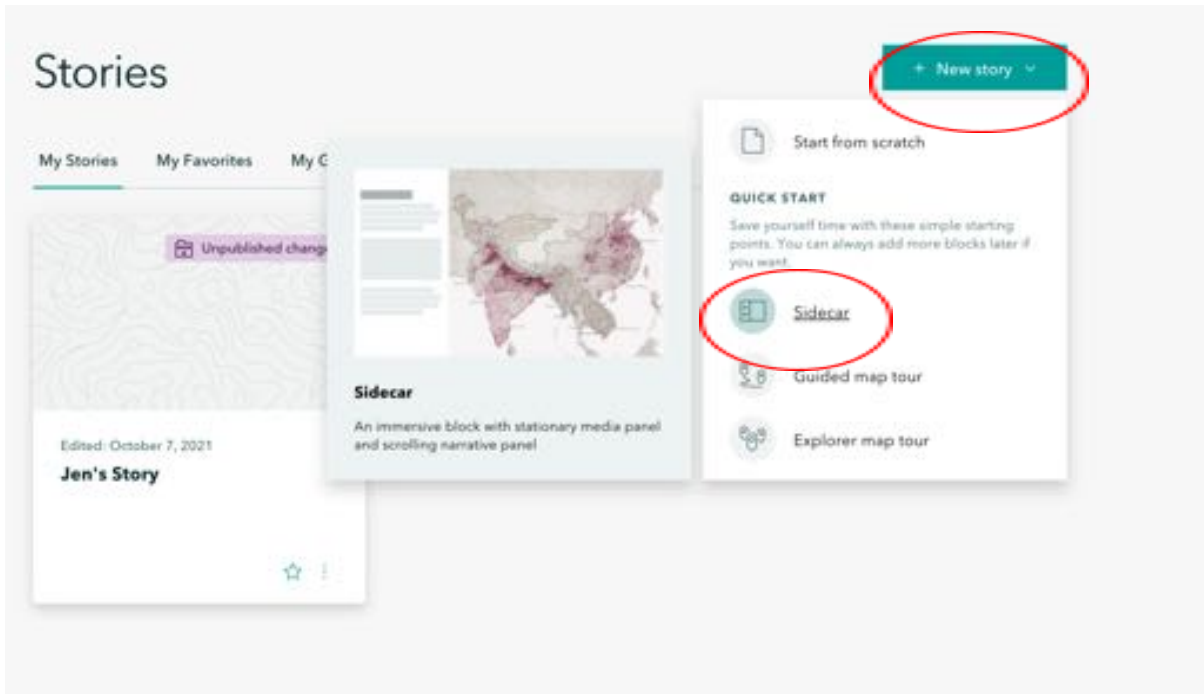 Stories
+ New story
My Stories My Favorites My G
Start from scratch
QUICK START
Save yourself time with these simple starting
points. You can always add more blocks later if
you want.
Unpublished chang
Sidecar
Guided map tour
Explorer map tour
Sidecar
An immersive block with stationary media panel
and scrolling narrative panel
Edited: October 7, 2021
Jen's Story